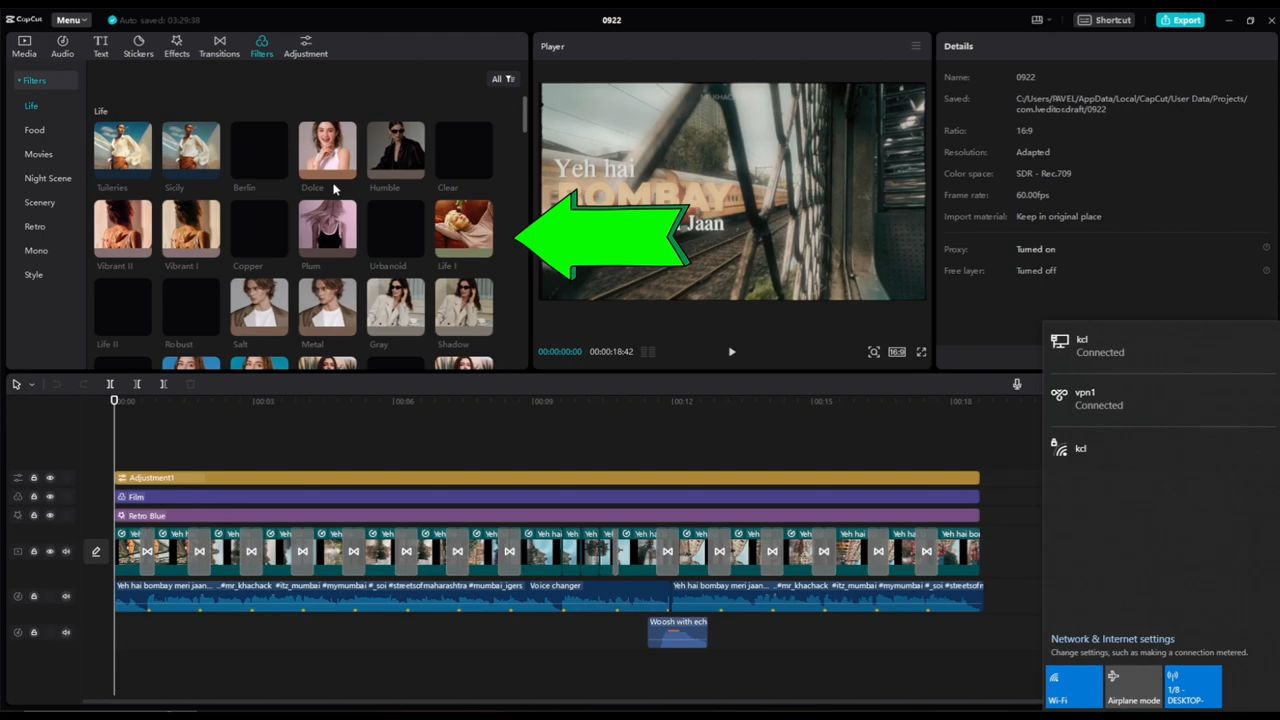 CapCut
Menu
Auto saved: 03:29:38
0922
Shortcut
Export
Media
Audio
Text
Stickers
Effects
Transitions
Filters
Adjustment
Filters
Life
Food
Movies
Night Scene
Scenery
Retro
Mono
Style
All
Life
Tuileries
Sicily
Berlin
Dolce
Humble
Clear
Vibrant II
Vibrant I
Copper
Plum
Urbanoid
Life I
Life II
Robust
Salt
Metal
Gray
Shadow
Player
Yeh hai
BOMBAY
Jaan
00:00:00:00
00:00:18:42
16:9
Details
Name: 0922
Saved: C:/Users/PAVEL/AppData/Local/CapCut/User Data/Projects/
com.lveditor.draft/0922
Ratio: 16:9
Resolution: Adapted
Color space: SDR - Rec.709
Frame rate: 60.00fps
Import material: Keep in original place
Proxy: Turned on
Free layer: Turned off
00:00
00:03
00:06
00:09
00:12
00:15
00:18
Adjustment1
Film
Retro Blue
Yeh hai bombay meri jaan... ..#mr_khachack #itz_mumbai #mymumbai #_soi #streetsofmaharashtra #mumbai_igers
Voice changer
Yeh hai bombay meri jaan... ..#mr_khachack #itz_mumbai #mymumbai #_soi #streetsofm
Woosh with ech
kcl
Connected
vpn1
Connected
kcl
Network & Internet settings
Change settings, such as making a connection metered.
Wi-Fi
Airplane mode
1/8 -
DESKTOP-